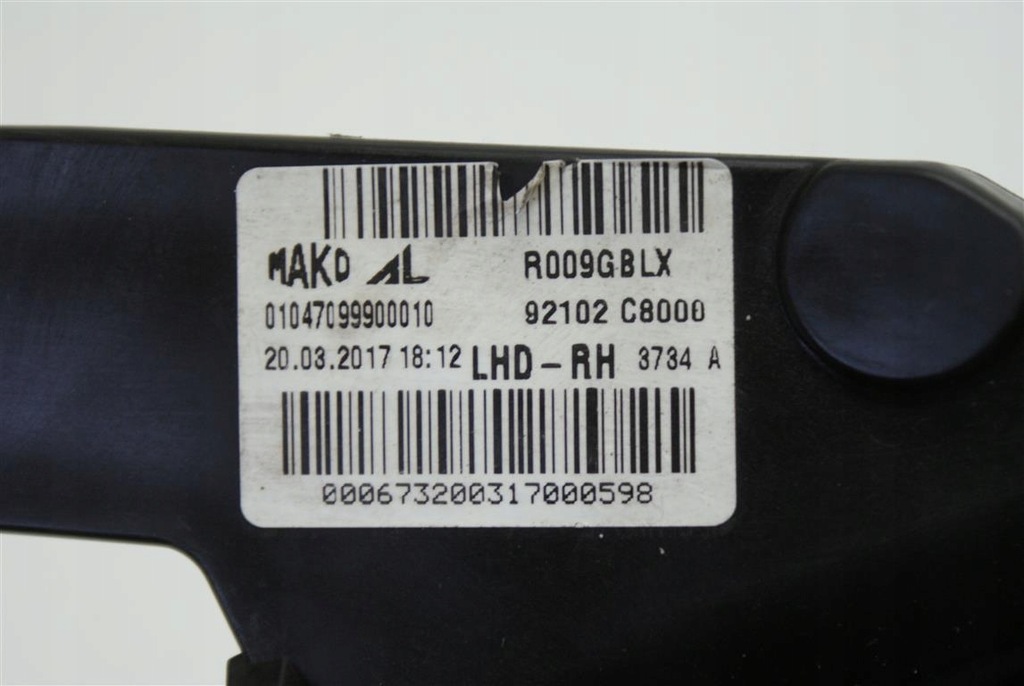 MAKO AL R009GBLX
01047099900010 92102 C8000
20.03.2017 18:12 LHD-RH 3734 A
000673200317000598